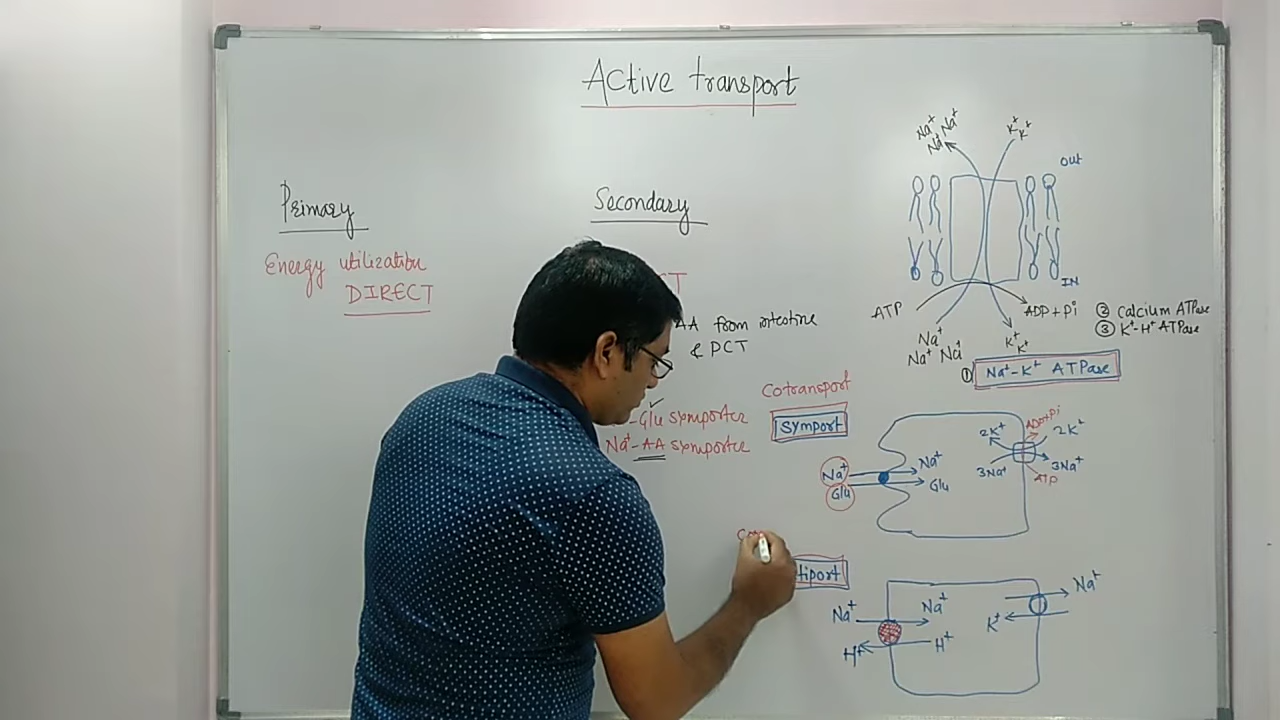 Active transport
Primary
Energy utilization
DIRECT
Secondary
CT
AA from intestine
& PCT
Cotransport
Symport
-Glu symporter
Na+-AA symporter
tiport
Na+ Na+
Na+
K+ K+
OUT
IN
ATP
ADP+Pi
Na+
Na+ Na+
K+
K+
② Calcium ATPase
③ K+-H+ ATPase
① Na+-K+ ATPase
Na+
Glu
Na+
Glu
2K+
3Na+
ADP+Pi
2K+
3Na+
ATP
Na+
Na+
H+
H+
K+
Na+